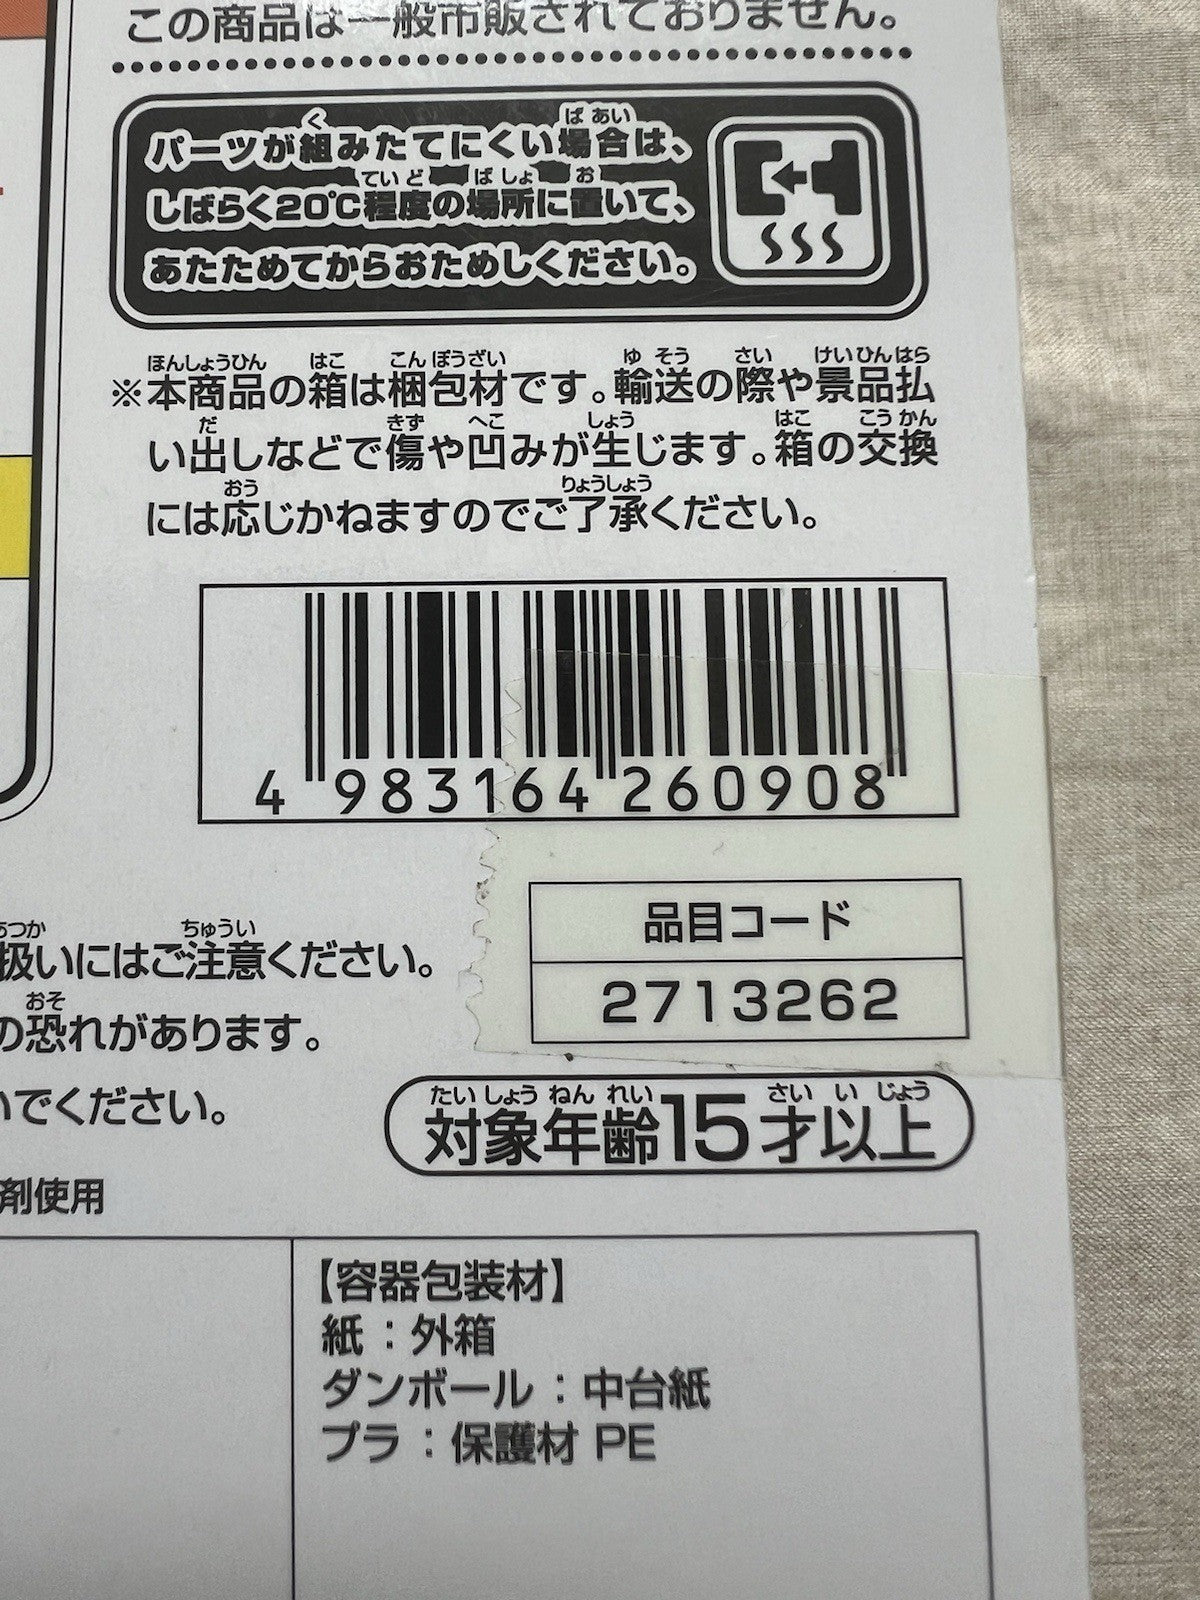 この商品は一般市販されておりません。
パーツが組みたてにくい場合は、
しばらく20℃程度の場所に置いて、
あたためてからおためしください。
※本商品の箱は梱包材です。輸送の際や景品払
い出しなどで傷や凹みが生じます。箱の交換
には応じかねますのでご了承ください。
4 983164 260908
品目コード
2713262
扱いにはご注意ください。
の恐れがあります。
いでください。
対象年齢15才以上
剤使用
【容器包装材】
紙：外箱
ダンボール：中台紙
プラ：保護材 PE